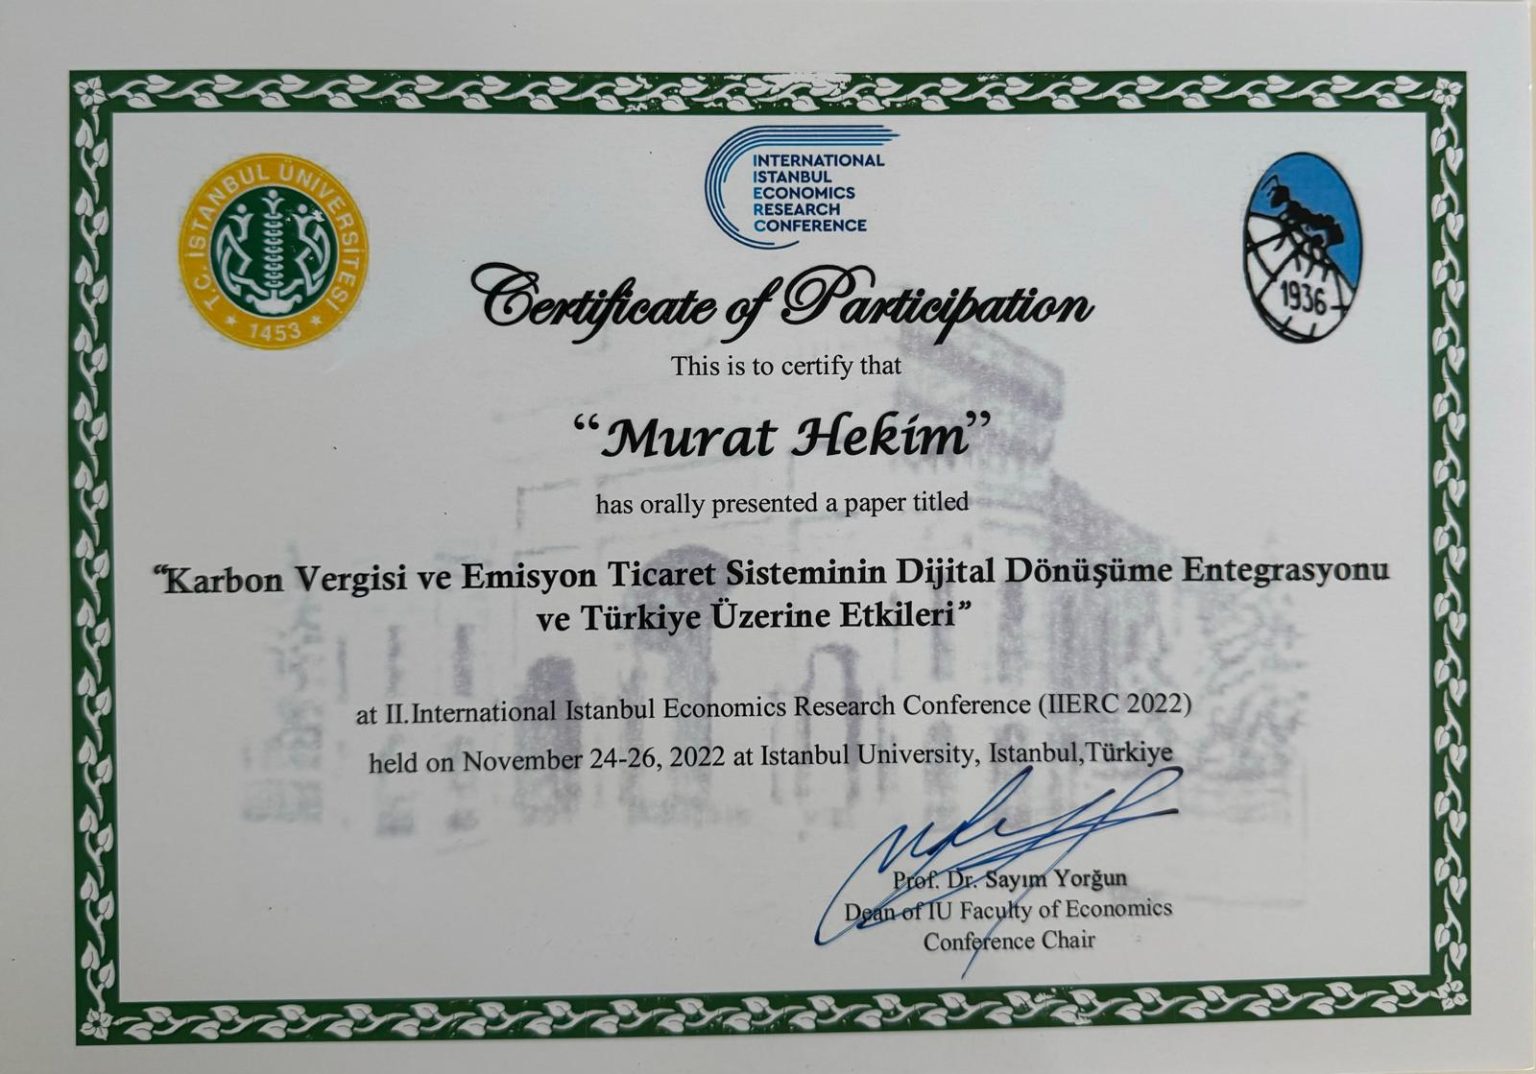 T.C. İSTANBUL ÜNİVERSİTESİ
1453
INTERNATIONAL
ISTANBUL
ECONOMICS
RESEARCH
CONFERENCE
1936
Certificate of Participation
This is to certify that
“Murat Hekim”
has orally presented a paper titled
“Karbon Vergisi ve Emisyon Ticaret Sisteminin Dijital Dönüşüme Entegrasyonu
ve Türkiye Üzerine Etkileri”
at II.International Istanbul Economics Research Conference (IIERC 2022)
held on November 24-26, 2022 at Istanbul University, Istanbul,Türkiye
Prof. Dr. Sayım Yorğun
Dean of IU Faculty of Economics
Conference Chair